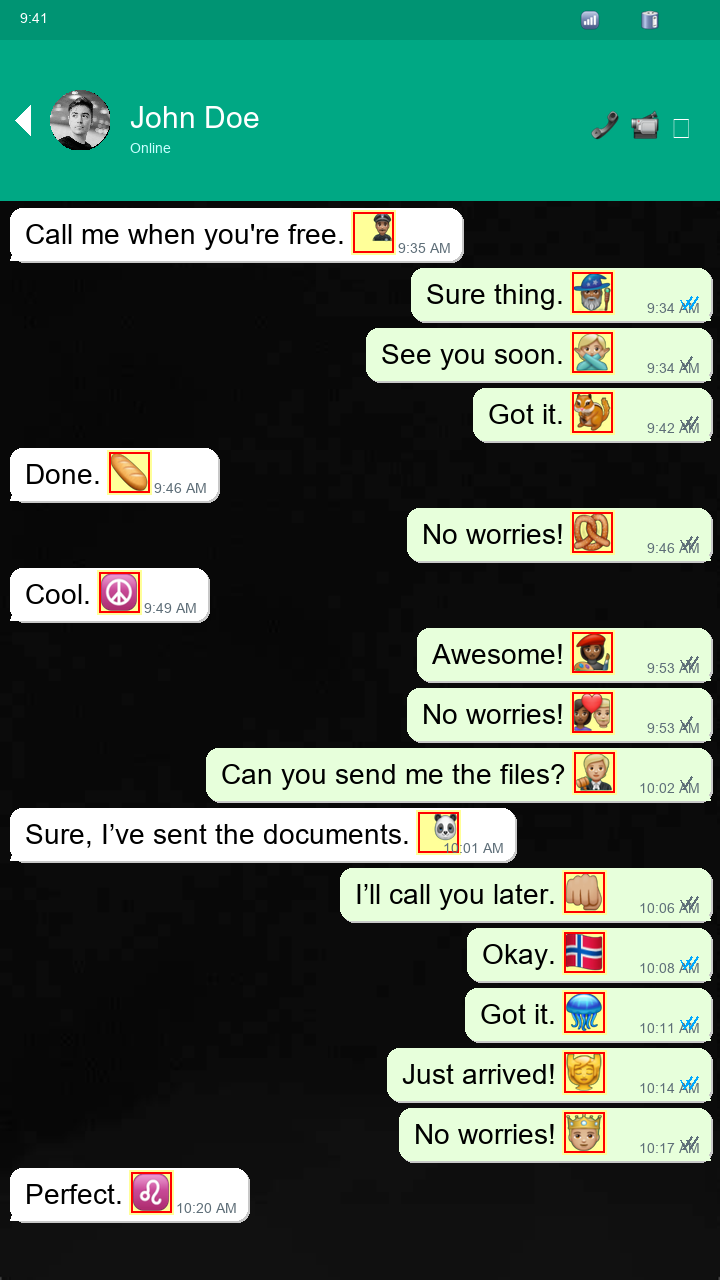 9:41
John Doe
Online
Call me when you're free. 9:35 AM
Sure thing. 9:34 AM
See you soon. 9:34 AM
Got it. 9:42 AM
Done. 9:46 AM
No worries! 9:46 AM
Cool. 9:49 AM
Awesome! 9:53 AM
No worries! 9:53 AM
Can you send me the files? 10:02 AM
Sure, I’ve sent the documents. 10:01 AM
I’ll call you later. 10:06 AM
Okay. 10:08 AM
Got it. 10:11 AM
Just arrived! 10:14 AM
No worries! 10:17 AM
Perfect. 10:20 AM